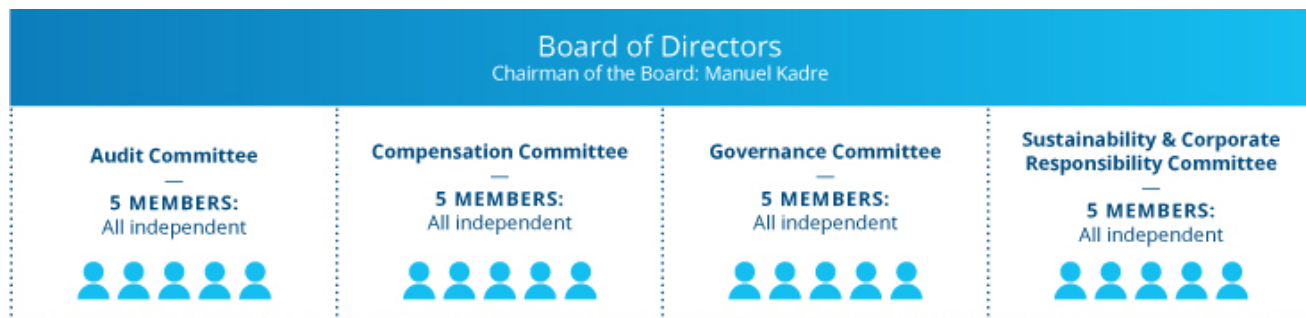 Board of Directors
Chairman of the Board: Manuel Kadre
Audit Committee
—
5 MEMBERS:
All independent
Compensation Committee
—
5 MEMBERS:
All independent
Governance Committee
—
5 MEMBERS:
All independent
Sustainability & Corporate
Responsibility Committee
—
5 MEMBERS:
All independent